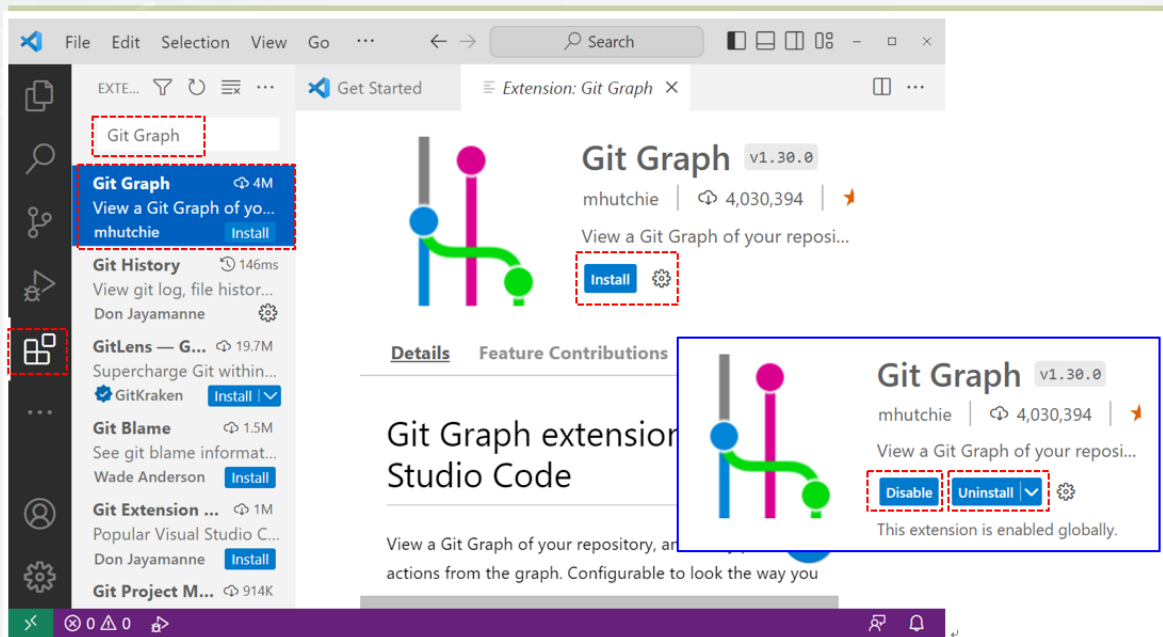 File Edit Selection View Go ··· Search
EXTE... ···
Git Graph
Git Graph 4M
View a Git Graph of yo...
mhutchie Install
Git History 146ms
View git log, file histor...
Don Jayamanne
GitLens — G... 19.7M
Supercharge Git within...
GitKraken Install
Git Blame 1.5M
See git blame informat...
Wade Anderson Install
Git Extension ... 1M
Popular Visual Studio C...
Don Jayamanne Install
Git Project M... 914K
Get Started Extension: Git Graph
Git Graph v1.30.0
mhutchie 4,030,394
View a Git Graph of your reposi...
Install
Details Feature Contributions
Git Graph extension
Studio Code
View a Git Graph of your repository, an
actions from the graph. Configurable to look the way you
Git Graph v1.30.0
mhutchie 4,030,394
View a Git Graph of your reposi...
Disable Uninstall
This extension is enabled globally.
0 0